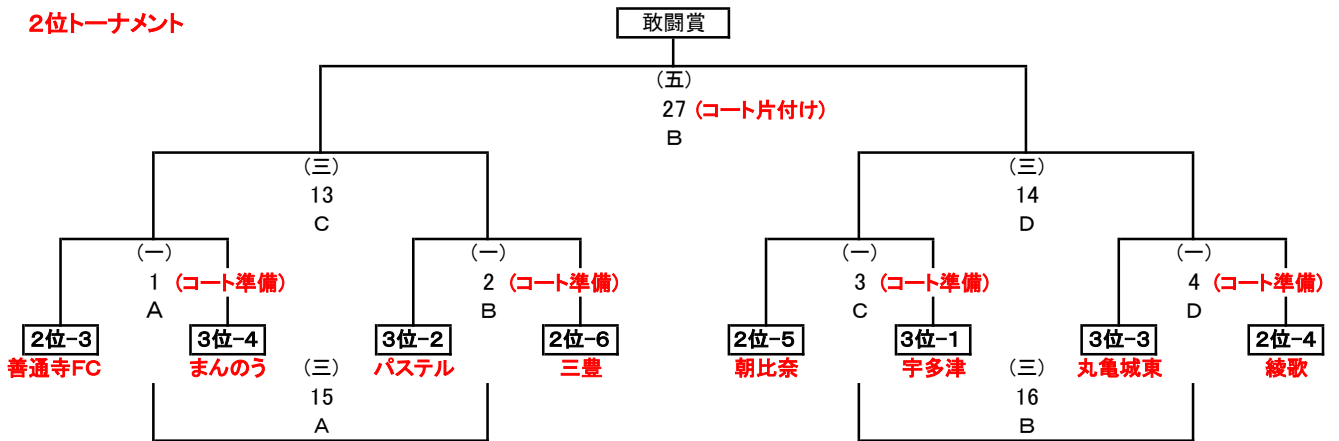 2位トーナメント
敢闘賞
(五)
27 (コート片付け)
B
(三) (三)
13 14
C D
(一) (一) (一) (一)
1 (コート準備) 2 (コート準備) 3 (コート準備) 4 (コート準備)
A B C D
2位-3 3位-4 3位-2 2位-6 2位-5 3位-1 3位-3 2位-4
善通寺FC まんのう パステル 三豊 朝比奈 宇多津 丸亀城東 綾歌
(三) (三)
15 16
A B